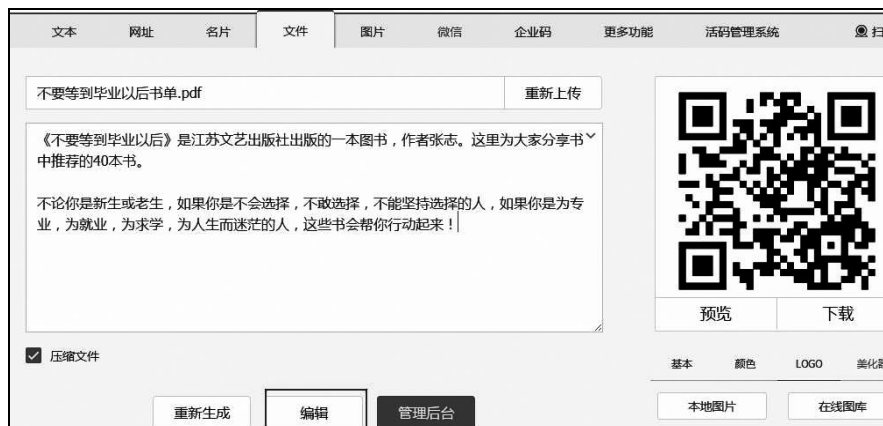 文本 网址 名片 文件 图片 微信 企业码 更多功能 活码管理系统 扫
不要等到毕业以后书单.pdf 重新上传
《不要等到毕业以后》是江苏文艺出版社出版的一本图书，作者张志。这里为大家分享书
中推荐的40本书。
不论你是新生或老生，如果你是不会选择，不敢选择，不能坚持选择的人，如果你是为专
业，为就业，为求学，为人生而迷茫的人，这些书会帮你行动起来！
预览 下载
压缩文件
基本 颜色 LOGO 美化器
重新生成 编辑 管理后台
本地图片 在线图库